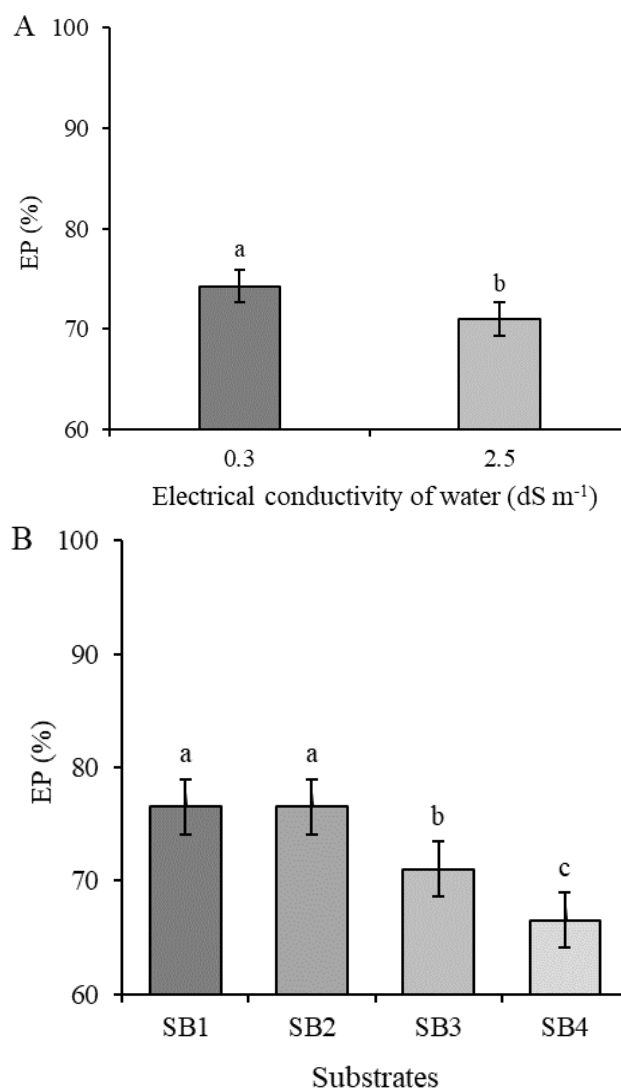 A
100
90
80
70
60
EP (%)
a
b
0.3 2.5
Electrical conductivity of water (dS m⁻¹)
B
100
90
80
70
60
EP (%)
a a b c
SB1 SB2 SB3 SB4
Substrates